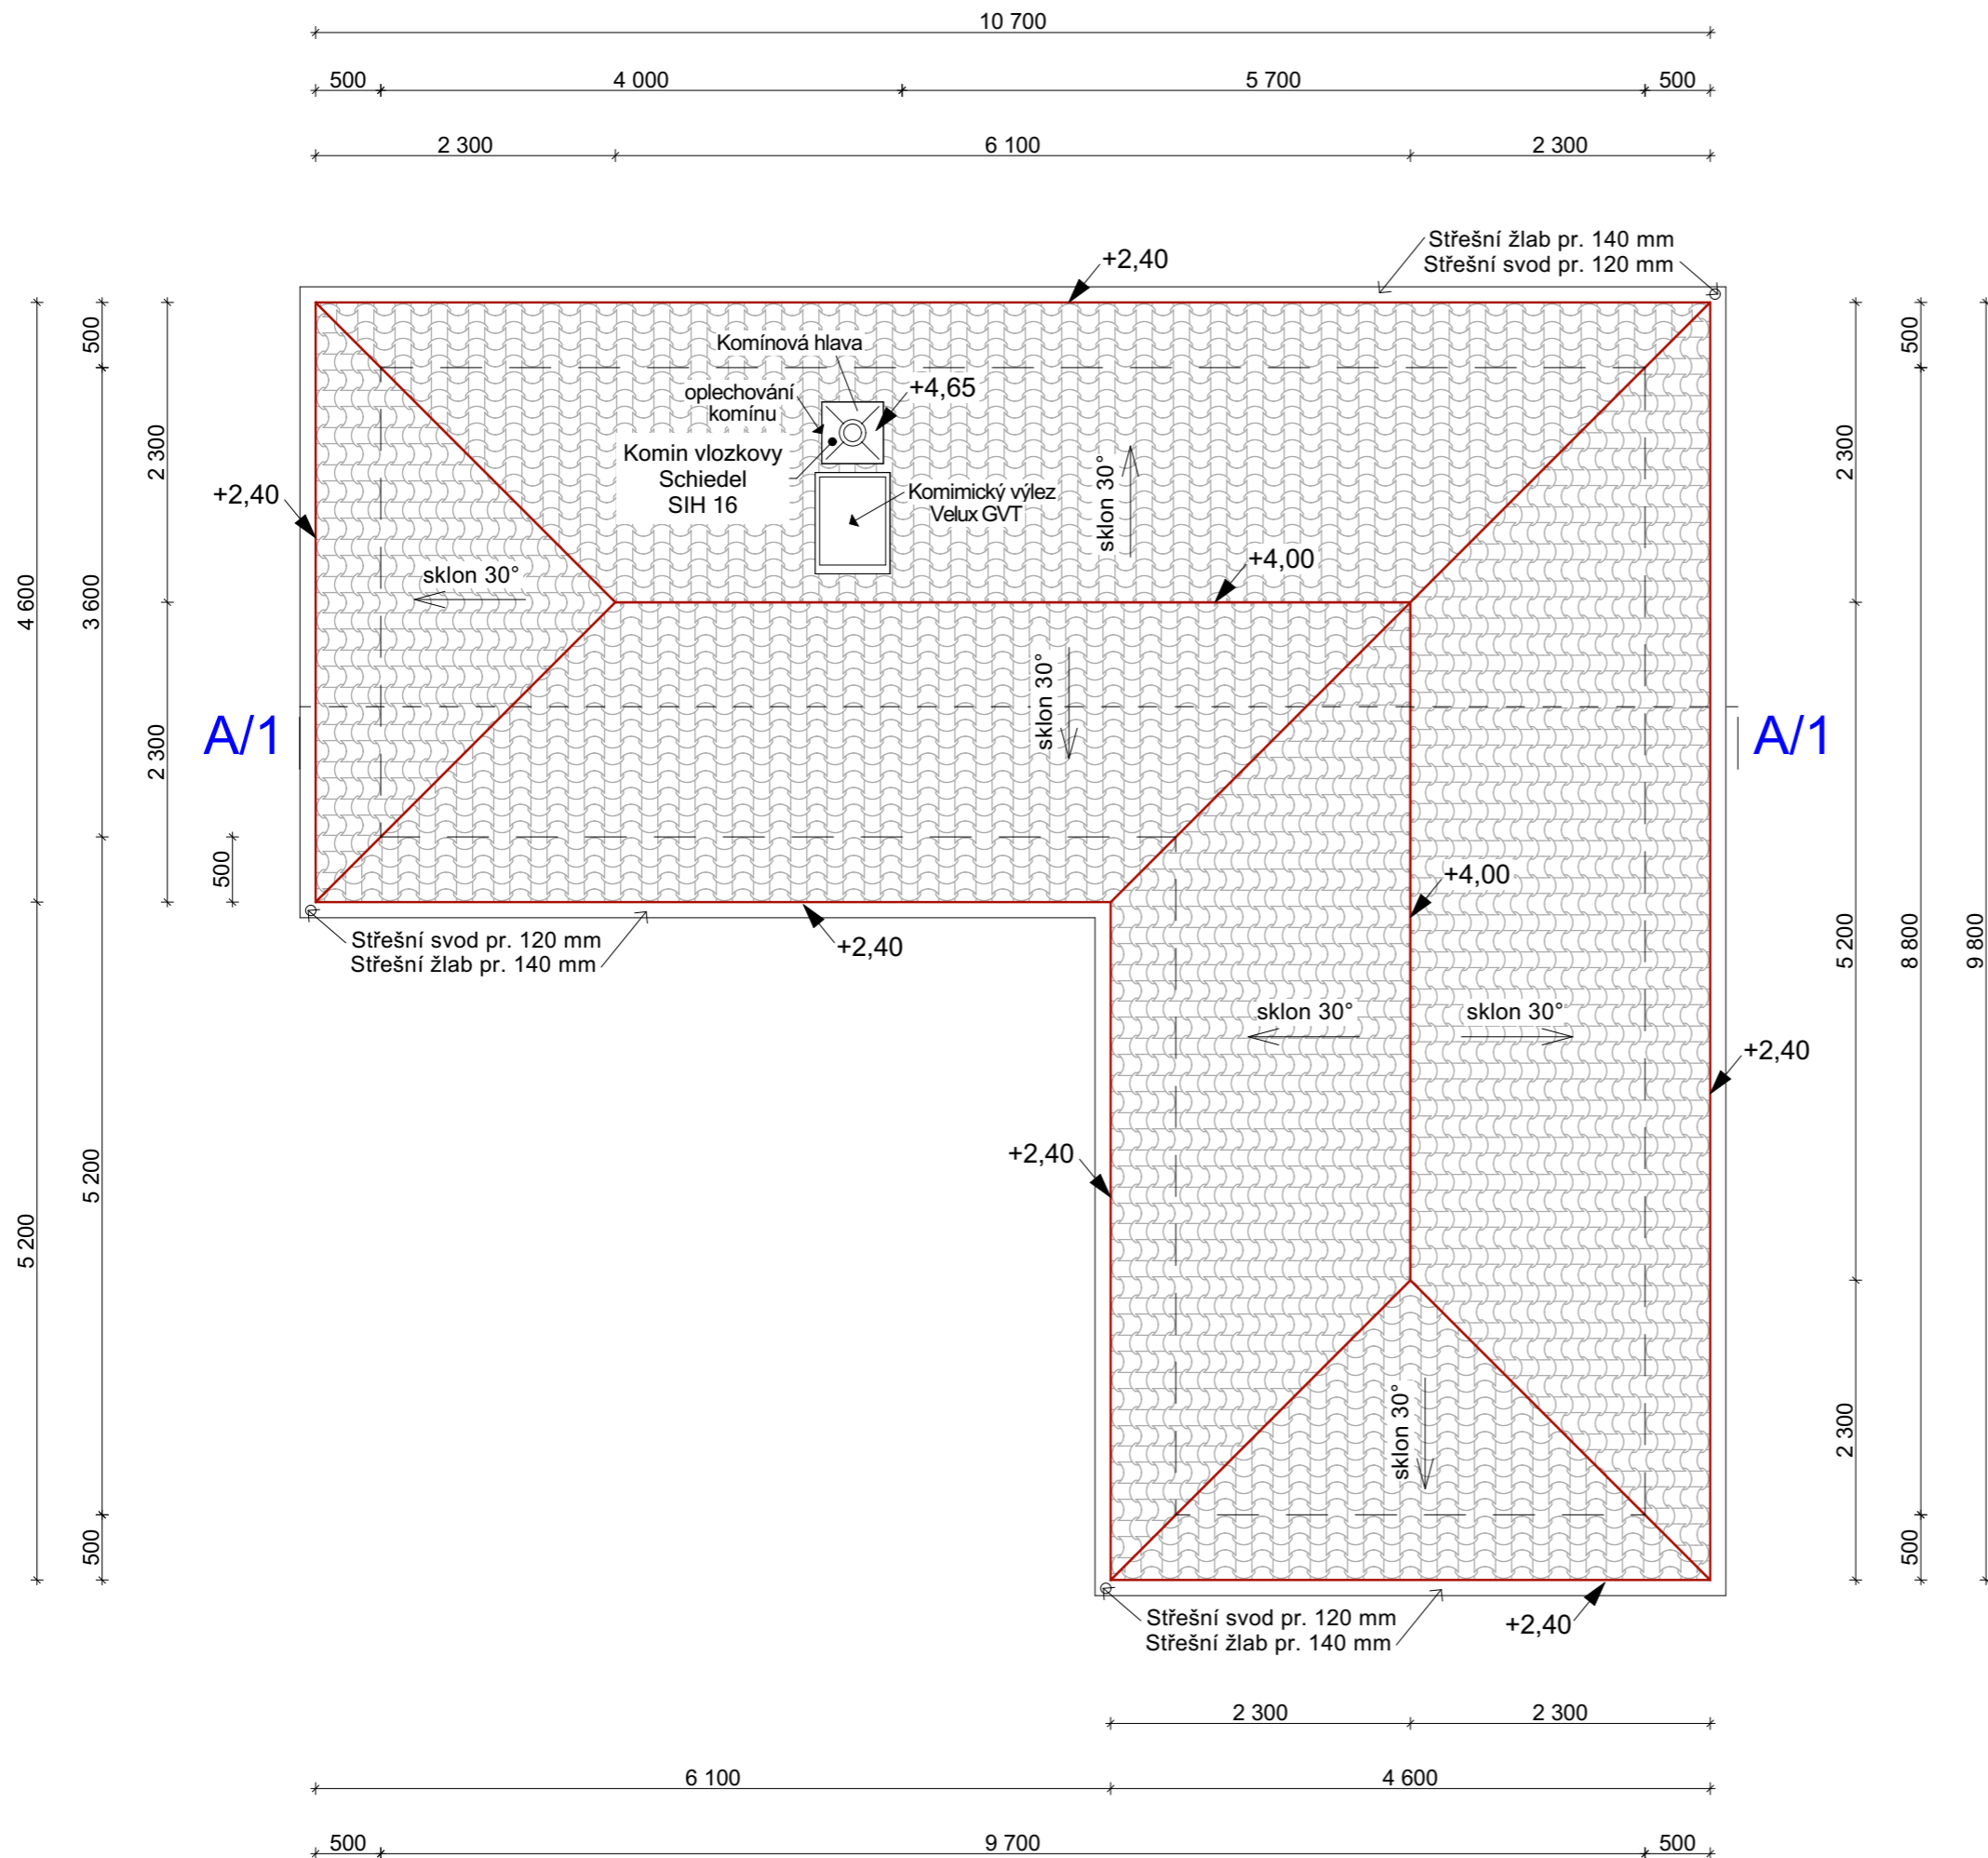 10 700
500
4 000
5 700
500
2 300
6 100
2 300
Střešní žlab pr. 140 mm
Střešní svod pr. 120 mm
+2,40
Komínová hlava
+4,65
oplechování
komínu
Komin vlozkovy
Schiedel
SIH 16
Komimický výlez
Velux GVT
sklon 30°
+2,40
sklon 30°
+4,00
sklon 30°
A/1
A/1
500
2 300
4 600
3 600
2 300
500
500
2 300
5 200
8 800
9 800
+4,00
Střešní svod pr. 120 mm
Střešní žlab pr. 140 mm
+2,40
sklon 30°
sklon 30°
+2,40
+2,40
5 200
5 200
500
sklon 30°
2 300
500
Střešní svod pr. 120 mm
Střešní žlab pr. 140 mm
+2,40
2 300
2 300
6 100
4 600
500
9 700
500